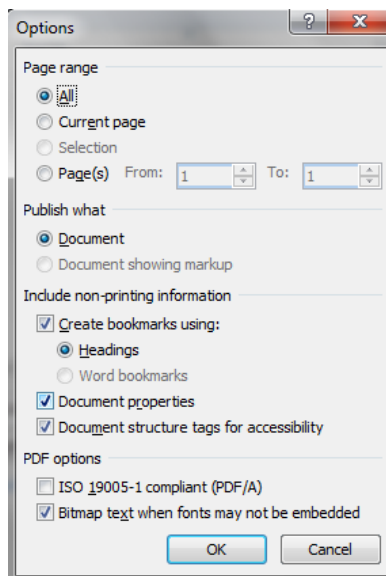 Options
Page range
All
Current page
Selection
Page(s) From: 1 To: 1
Publish what
Document
Document showing markup
Include non-printing information
Create bookmarks using:
Headings
Word bookmarks
Document properties
Document structure tags for accessibility
PDF options
ISO 19005-1 compliant (PDF/A)
Bitmap text when fonts may not be embedded
OK Cancel